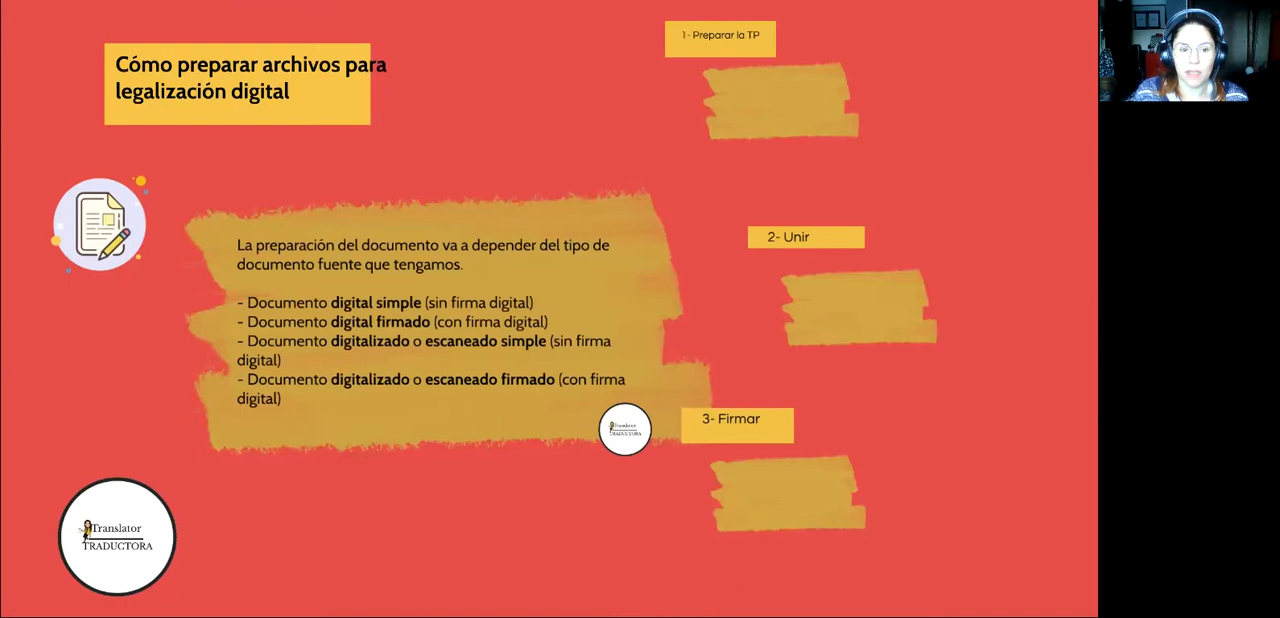 Cómo preparar archivos para
legalización digital
La preparación del documento va a depender del tipo de
documento fuente que tengamos.
- Documento digital simple (sin firma digital)
- Documento digital firmado (con firma digital)
- Documento digitalizado o escaneado simple (sin firma
digital)
- Documento digitalizado o escaneado firmado (con firma
digital)
1- Preparar la TP
2- Unir
3- Firmar
Translator
TRADUCTORA
Translator
TRADUCTORA